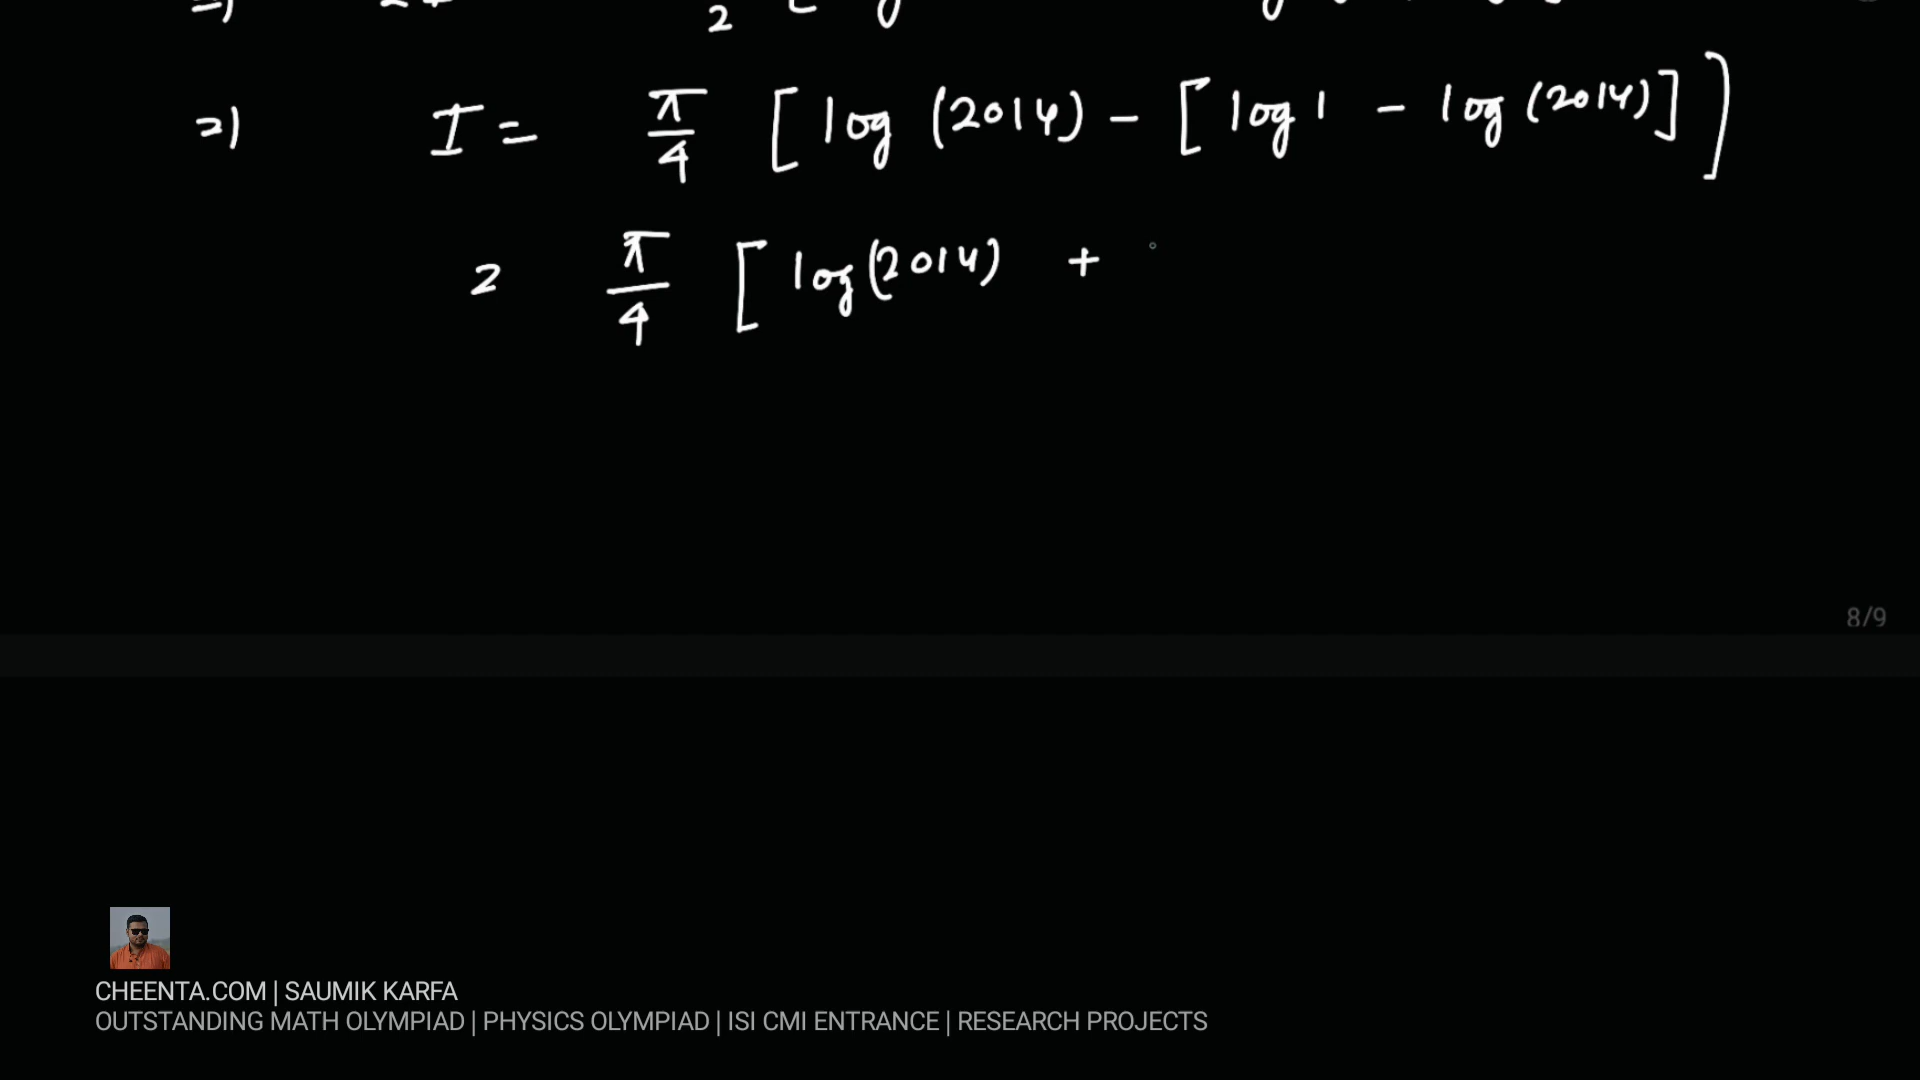 2
=) I = π/4 [log (2014) - [log 1 - log (2014)]]
= π/4 [log(2014) +
8/9
CHEENTA.COM | SAUMIK KARFA
OUTSTANDING MATH OLYMPIAD | PHYSICS OLYMPIAD | ISI CMI ENTRANCE | RESEARCH PROJECTS